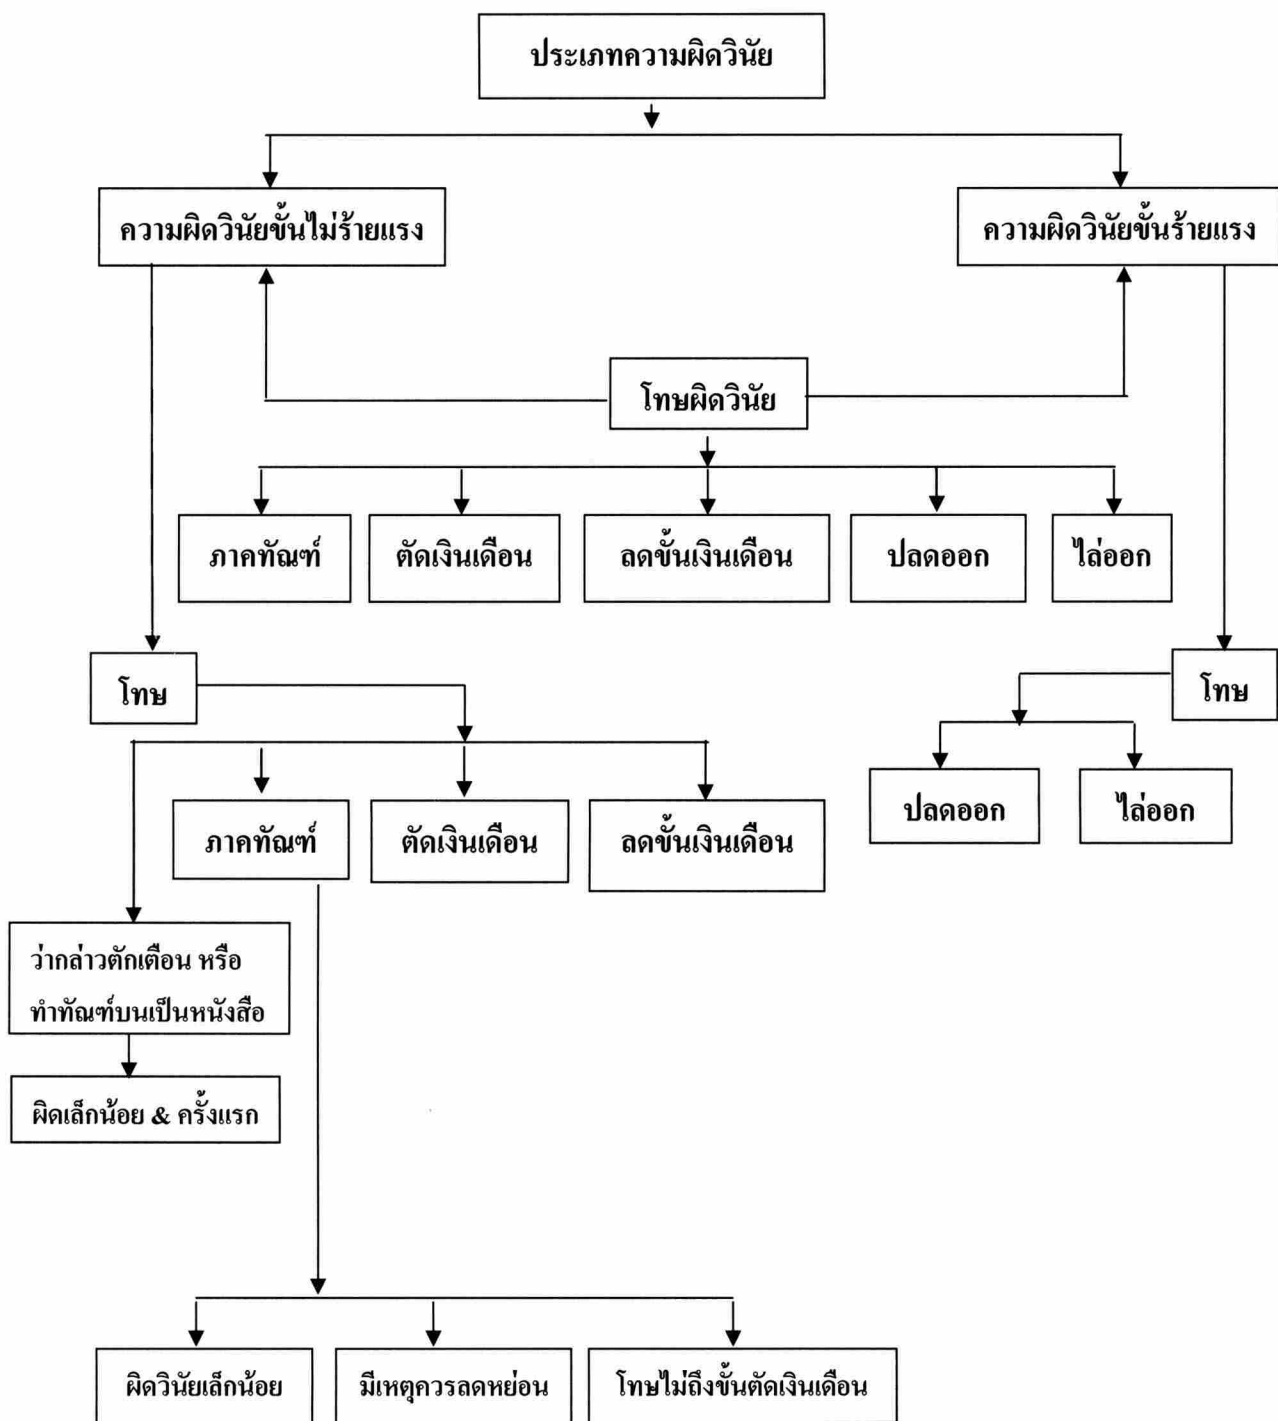 ประเภทความผิดวินัย
ความผิดวินัยขั้นไม่ร้ายแรง
ความผิดวินัยขั้นร้ายแรง
โทษผิดวินัย
ภาคทัณฑ์
ตัดเงินเดือน
ลดขั้นเงินเดือน
ปลดออก
ไล่ออก
โทษ
โทษ
ภาคทัณฑ์
ตัดเงินเดือน
ลดขั้นเงินเดือน
ปลดออก
ไล่ออก
ว่ากล่าวตักเตือน หรือ
ทำทัณฑ์บนเป็นหนังสือ
ผิดเล็กน้อย & ครั้งแรก
ผิดวินัยเล็กน้อย
มีเหตุควรลดหย่อน
โทษไม่ถึงขั้นตัดเงินเดือน